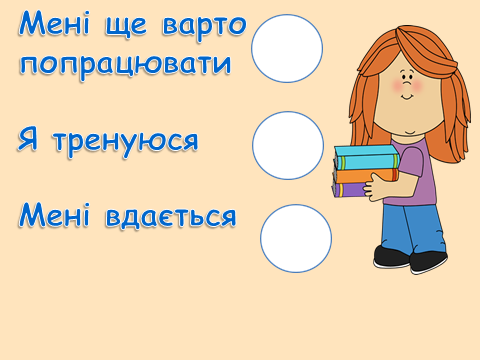 Мені ще варто
попрацювати
Я тренуюся
Мені вдається